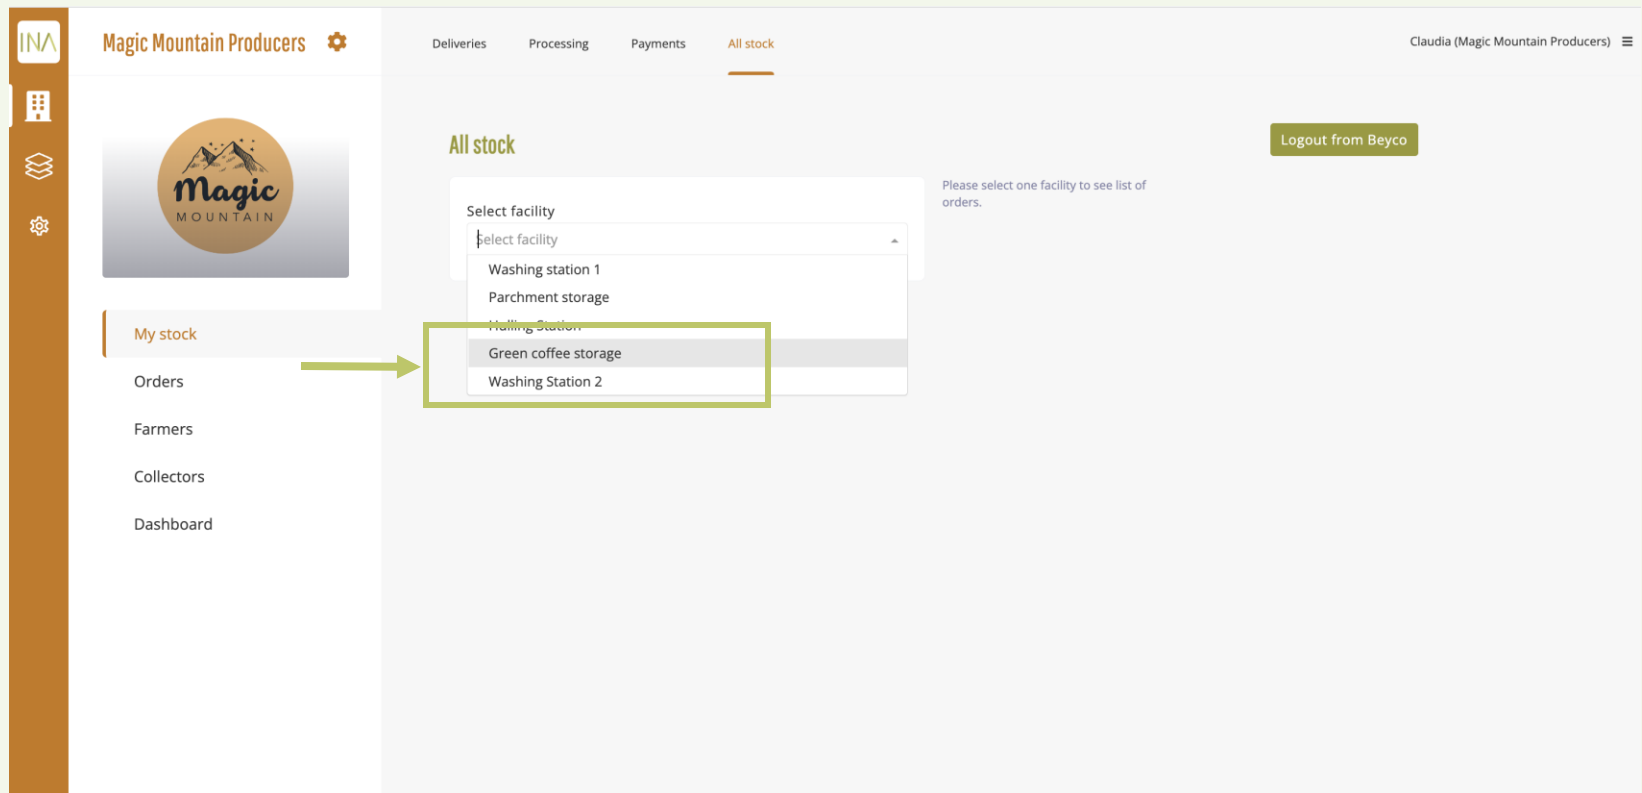 INA
Magic Mountain Producers
Deliveries
Processing
Payments
All stock
Claudia (Magic Mountain Producers)
Magic
MOUNTAIN
My stock
Orders
Farmers
Collectors
Dashboard
All stock
Logout from Beyco
Select facility
Select facility
Washing station 1
Parchment storage
Hulling Station
Green coffee storage
Washing Station 2
Please select one facility to see list of
orders.